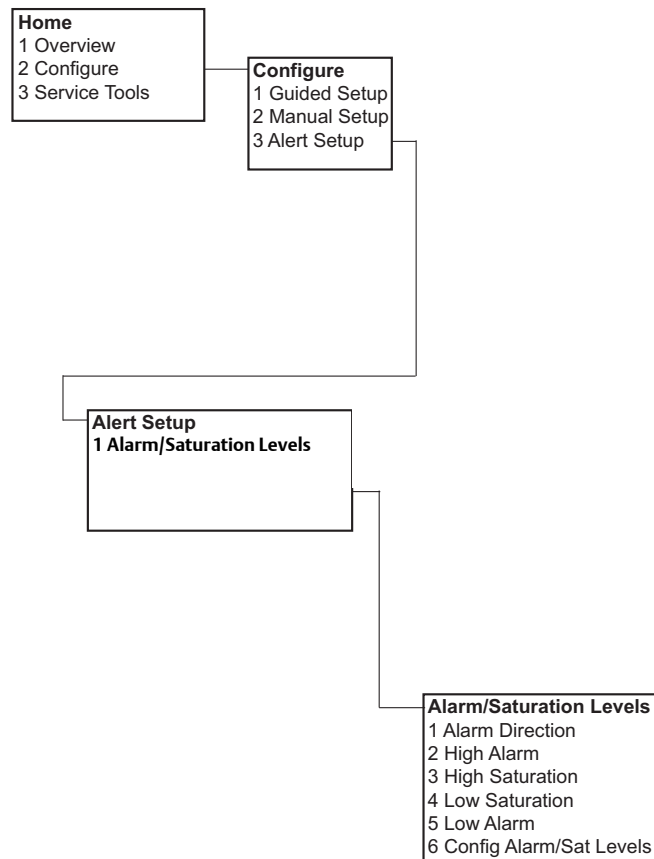 Home
1 Overview
2 Configure
3 Service Tools
Configure
1 Guided Setup
2 Manual Setup
3 Alert Setup
Alert Setup
1 Alarm/Saturation Levels
Alarm/Saturation Levels
1 Alarm Direction
2 High Alarm
3 High Saturation
4 Low Saturation
5 Low Alarm
6 Config Alarm/Sat Levels